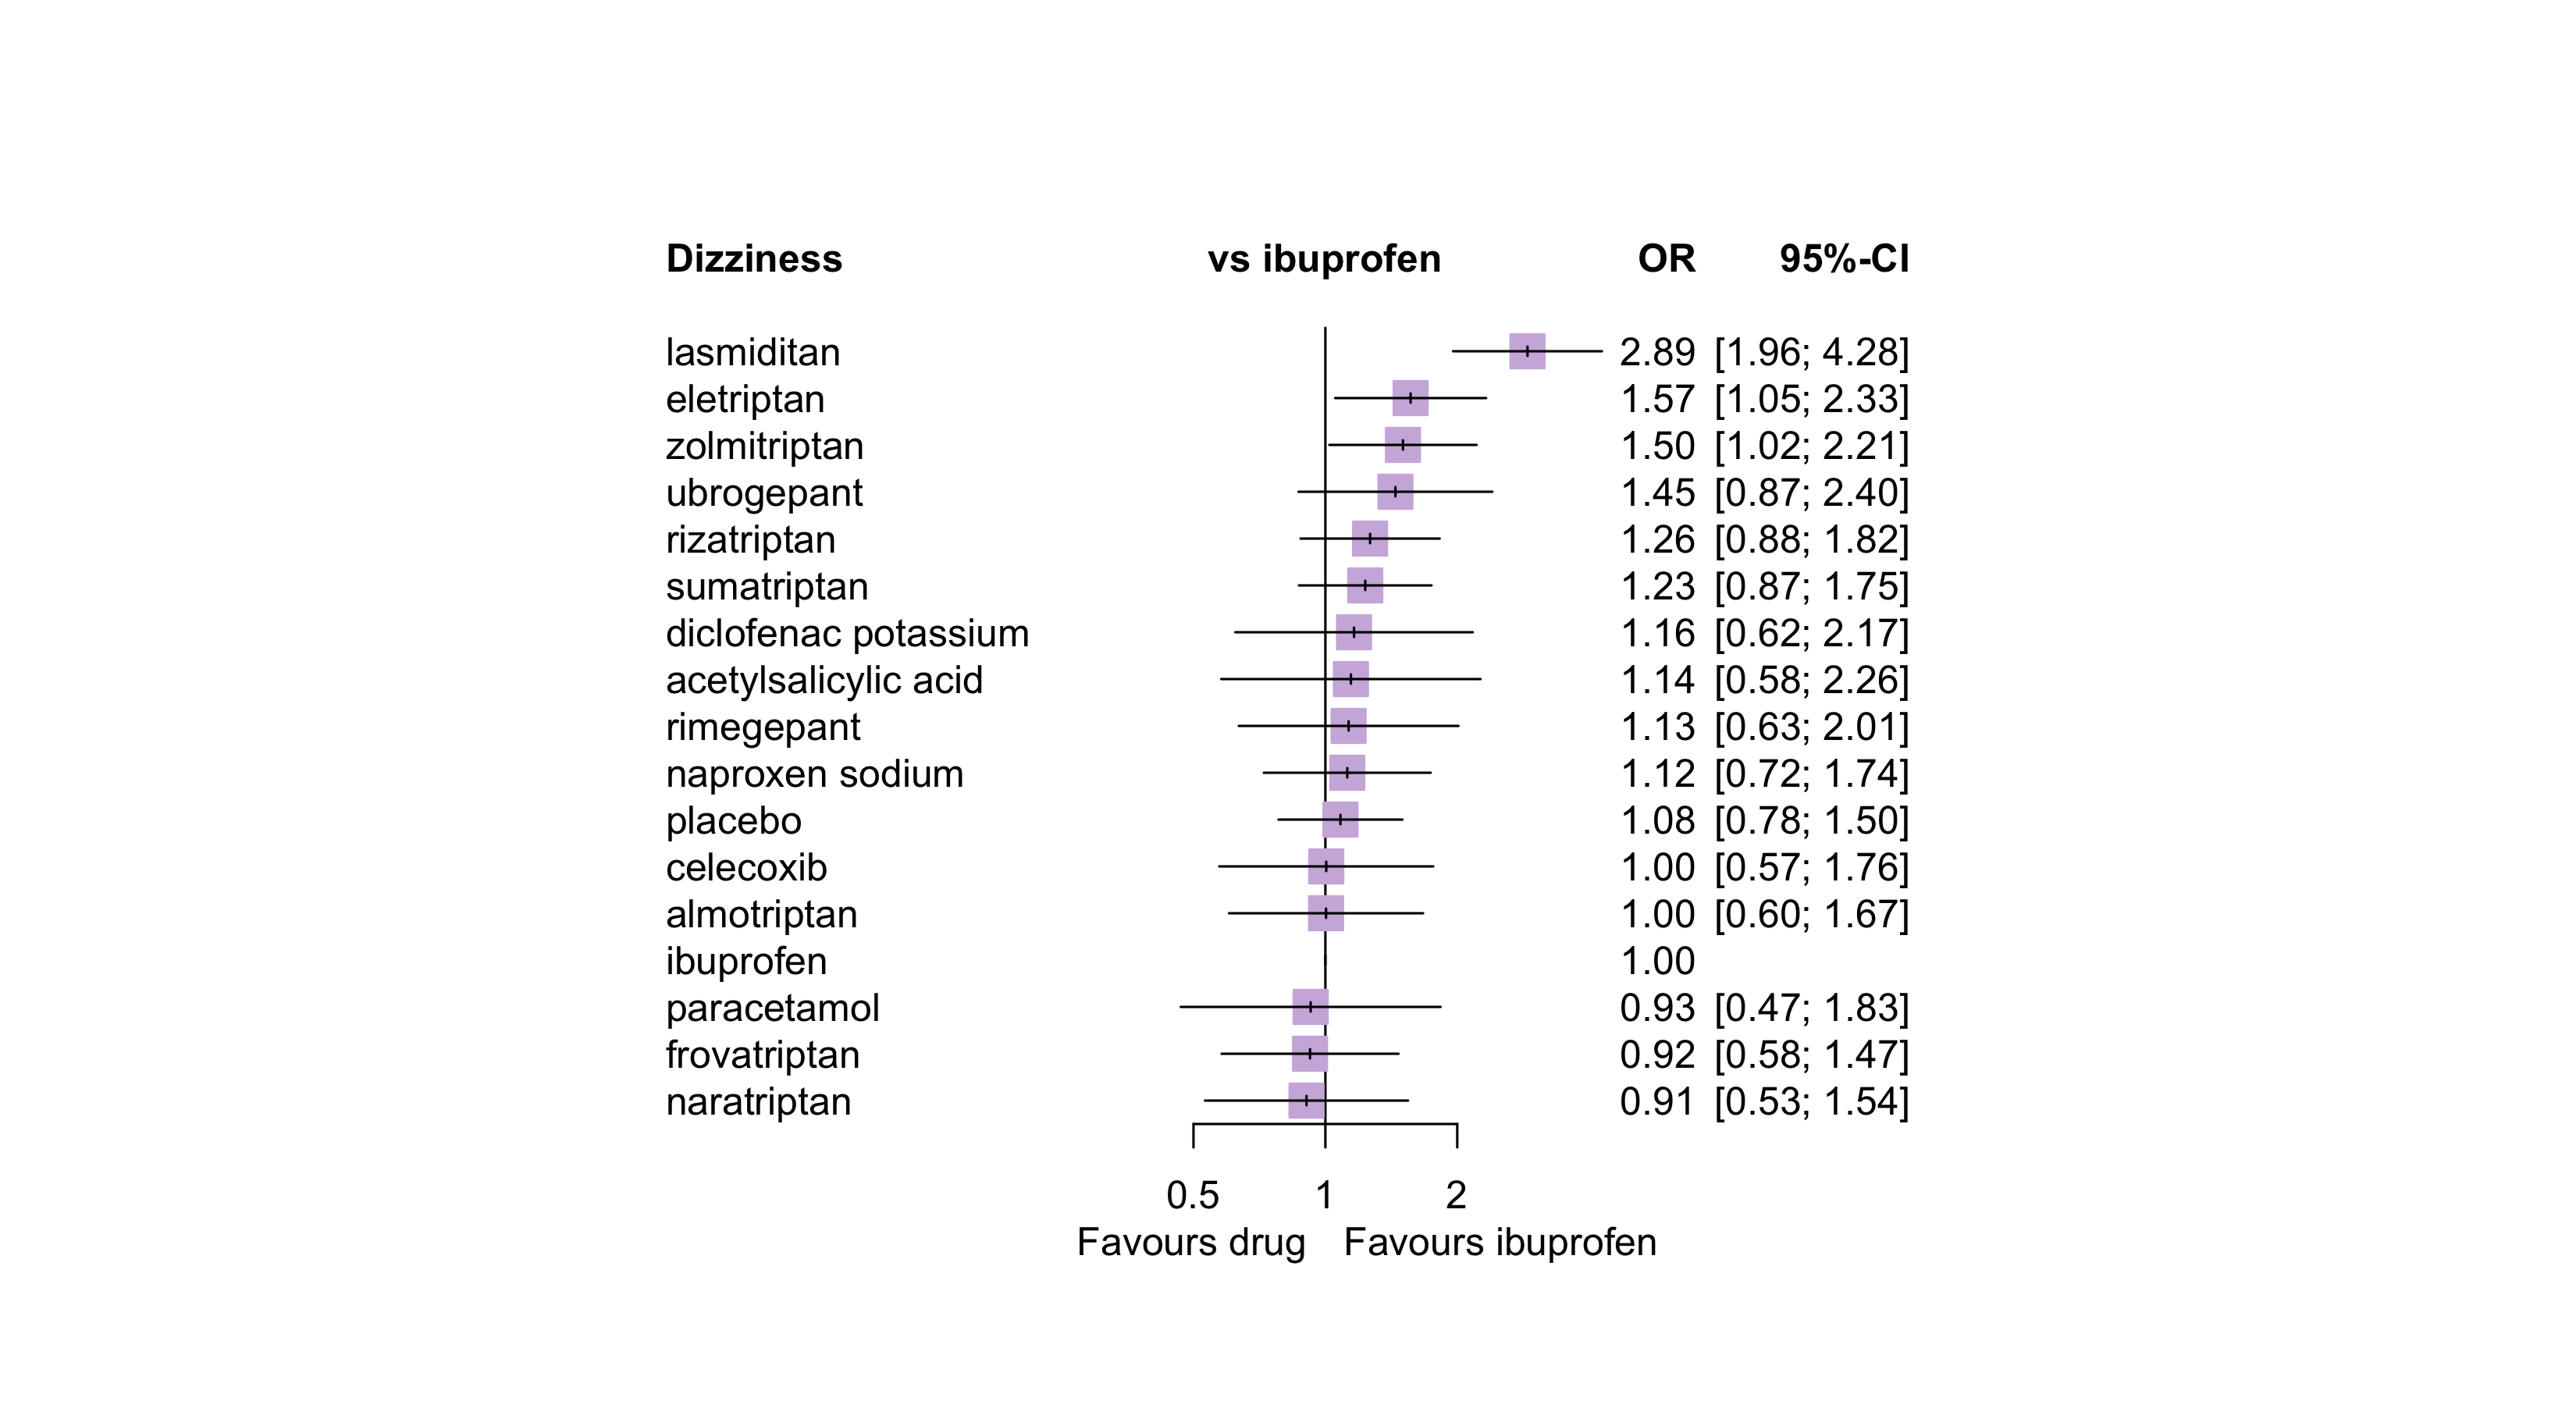 Dizziness vs ibuprofen OR 95%-CI
lasmiditan 2.89 [1.96; 4.28]
eletriptan 1.57 [1.05; 2.33]
zolmitriptan 1.50 [1.02; 2.21]
ubrogepant 1.45 [0.87; 2.40]
rizatriptan 1.26 [0.88; 1.82]
sumatriptan 1.23 [0.87; 1.75]
diclofenac potassium 1.16 [0.62; 2.17]
acetylsalicylic acid 1.14 [0.58; 2.26]
rimegepant 1.13 [0.63; 2.01]
naproxen sodium 1.12 [0.72; 1.74]
placebo 1.08 [0.78; 1.50]
celecoxib 1.00 [0.57; 1.76]
almotriptan 1.00 [0.60; 1.67]
ibuprofen 1.00
paracetamol 0.93 [0.47; 1.83]
frovatriptan 0.92 [0.58; 1.47]
naratriptan 0.91 [0.53; 1.54]
0.5 1 2
Favours drug Favours ibuprofen